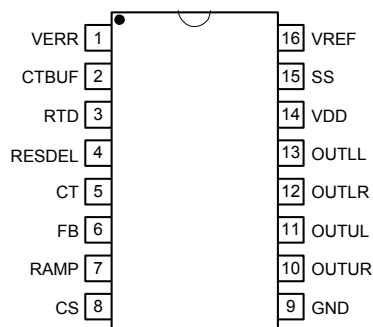 VERR 1 16 VREF
CTBUF 2 15 SS
RTD 3 14 VDD
RESDEL 4 13 OUTLL
CT 5 12 OUTLR
FB 6 11 OUTUL
RAMP 7 10 OUTUR
CS 8 9 GND